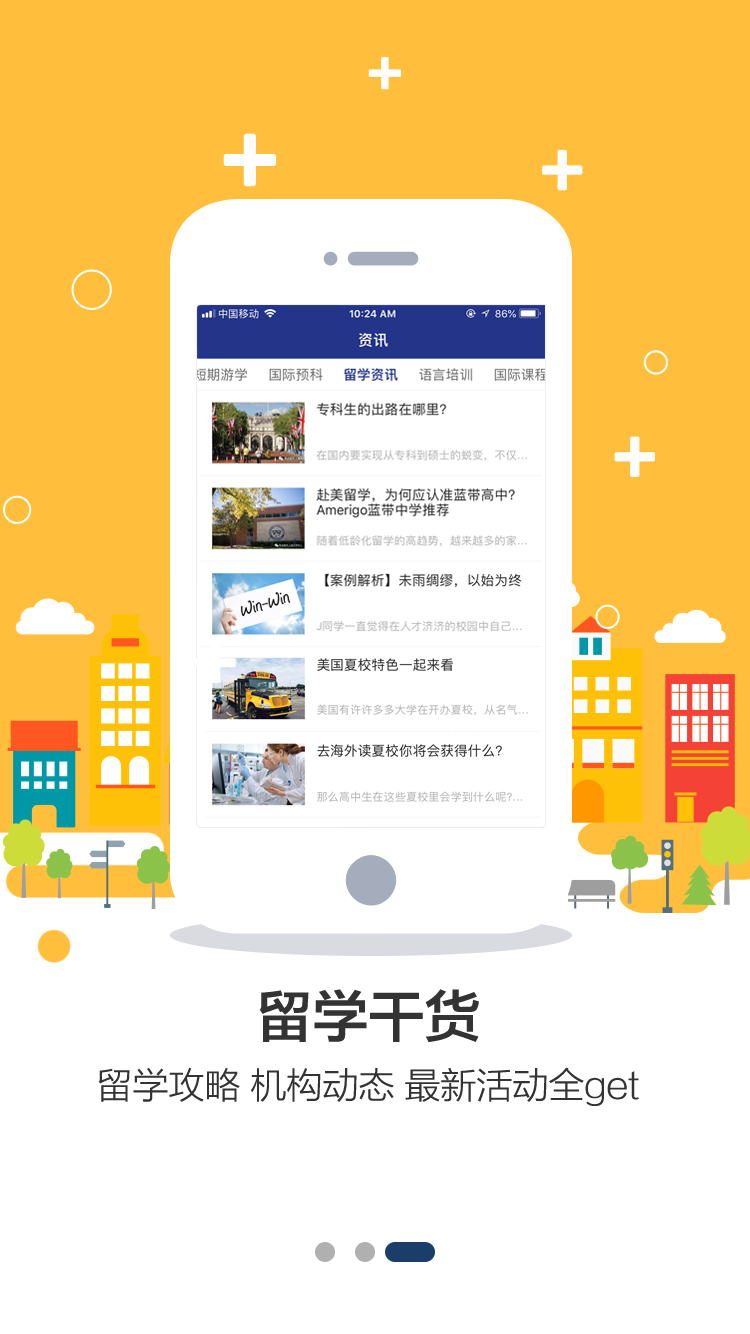 中国移动 10:24 AM 86%
资讯
短期游学 国际预科 留学资讯 语言培训 国际课程
专科生的出路在哪里?
在国内要实现从专科到硕士的蜕变，不仅...
赴美留学，为何应认准蓝带高中?
Amerigo蓝带中学推荐
随着低龄化留学的高趋势，越来越多的家...
Win-Win
【案例解析】未雨绸缪，以始为终
J同学一直觉得在人才济济的校园中自己...
美国夏校特色一起来看
美国有许许多多大学在开办夏校，从名气...
去海外读夏校你将会获得什么?
那么高中生在这些夏校里会学到什么呢?...
留学干货
留学攻略 机构动态 最新活动全get